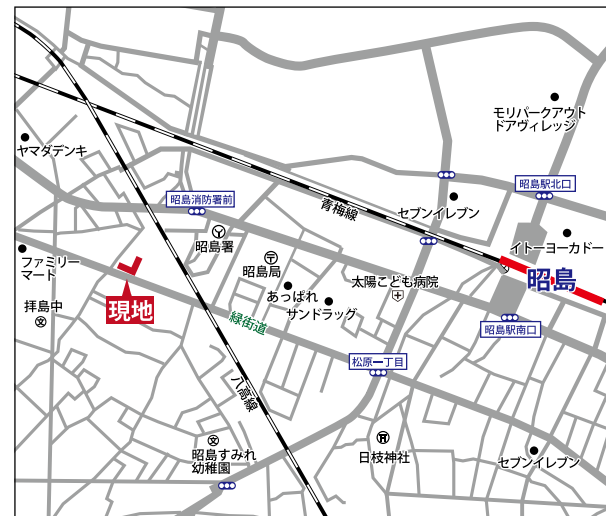 モリパークアウト
ドアヴィレッジ
ヤマダデンキ
昭島消防署前
昭島駅北口
青梅線
セブンイレブン
昭島署
イトーヨーカドー
ファミリー
マート
昭島局
太陽こども病院
昭島
あっぱれ
拝島中
現地
サンドラッグ
緑街道
昭島駅南口
松原一丁目
八高線
昭島すみれ
幼稚園
日枝神社
セブンイレブン